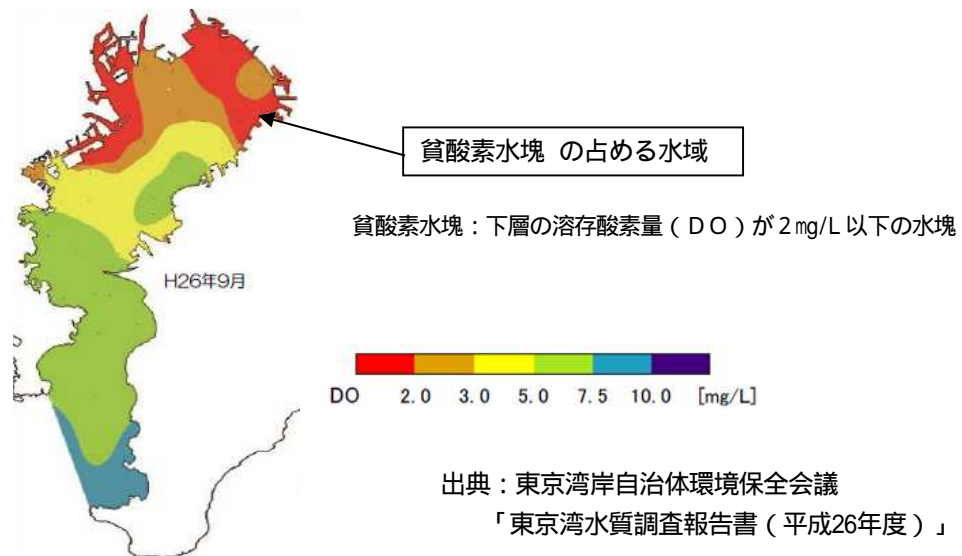 貧酸素水塊 の占める水域
貧酸素水塊:下層の溶存酸素量(DO)が2㎎/L以下の水塊
H26年9月
DO 2.0 3.0 5.0 7.5 10.0 [mg/L]
出典:東京湾岸自治体環境保全会議
「東京湾水質調査報告書(平成26年度)」